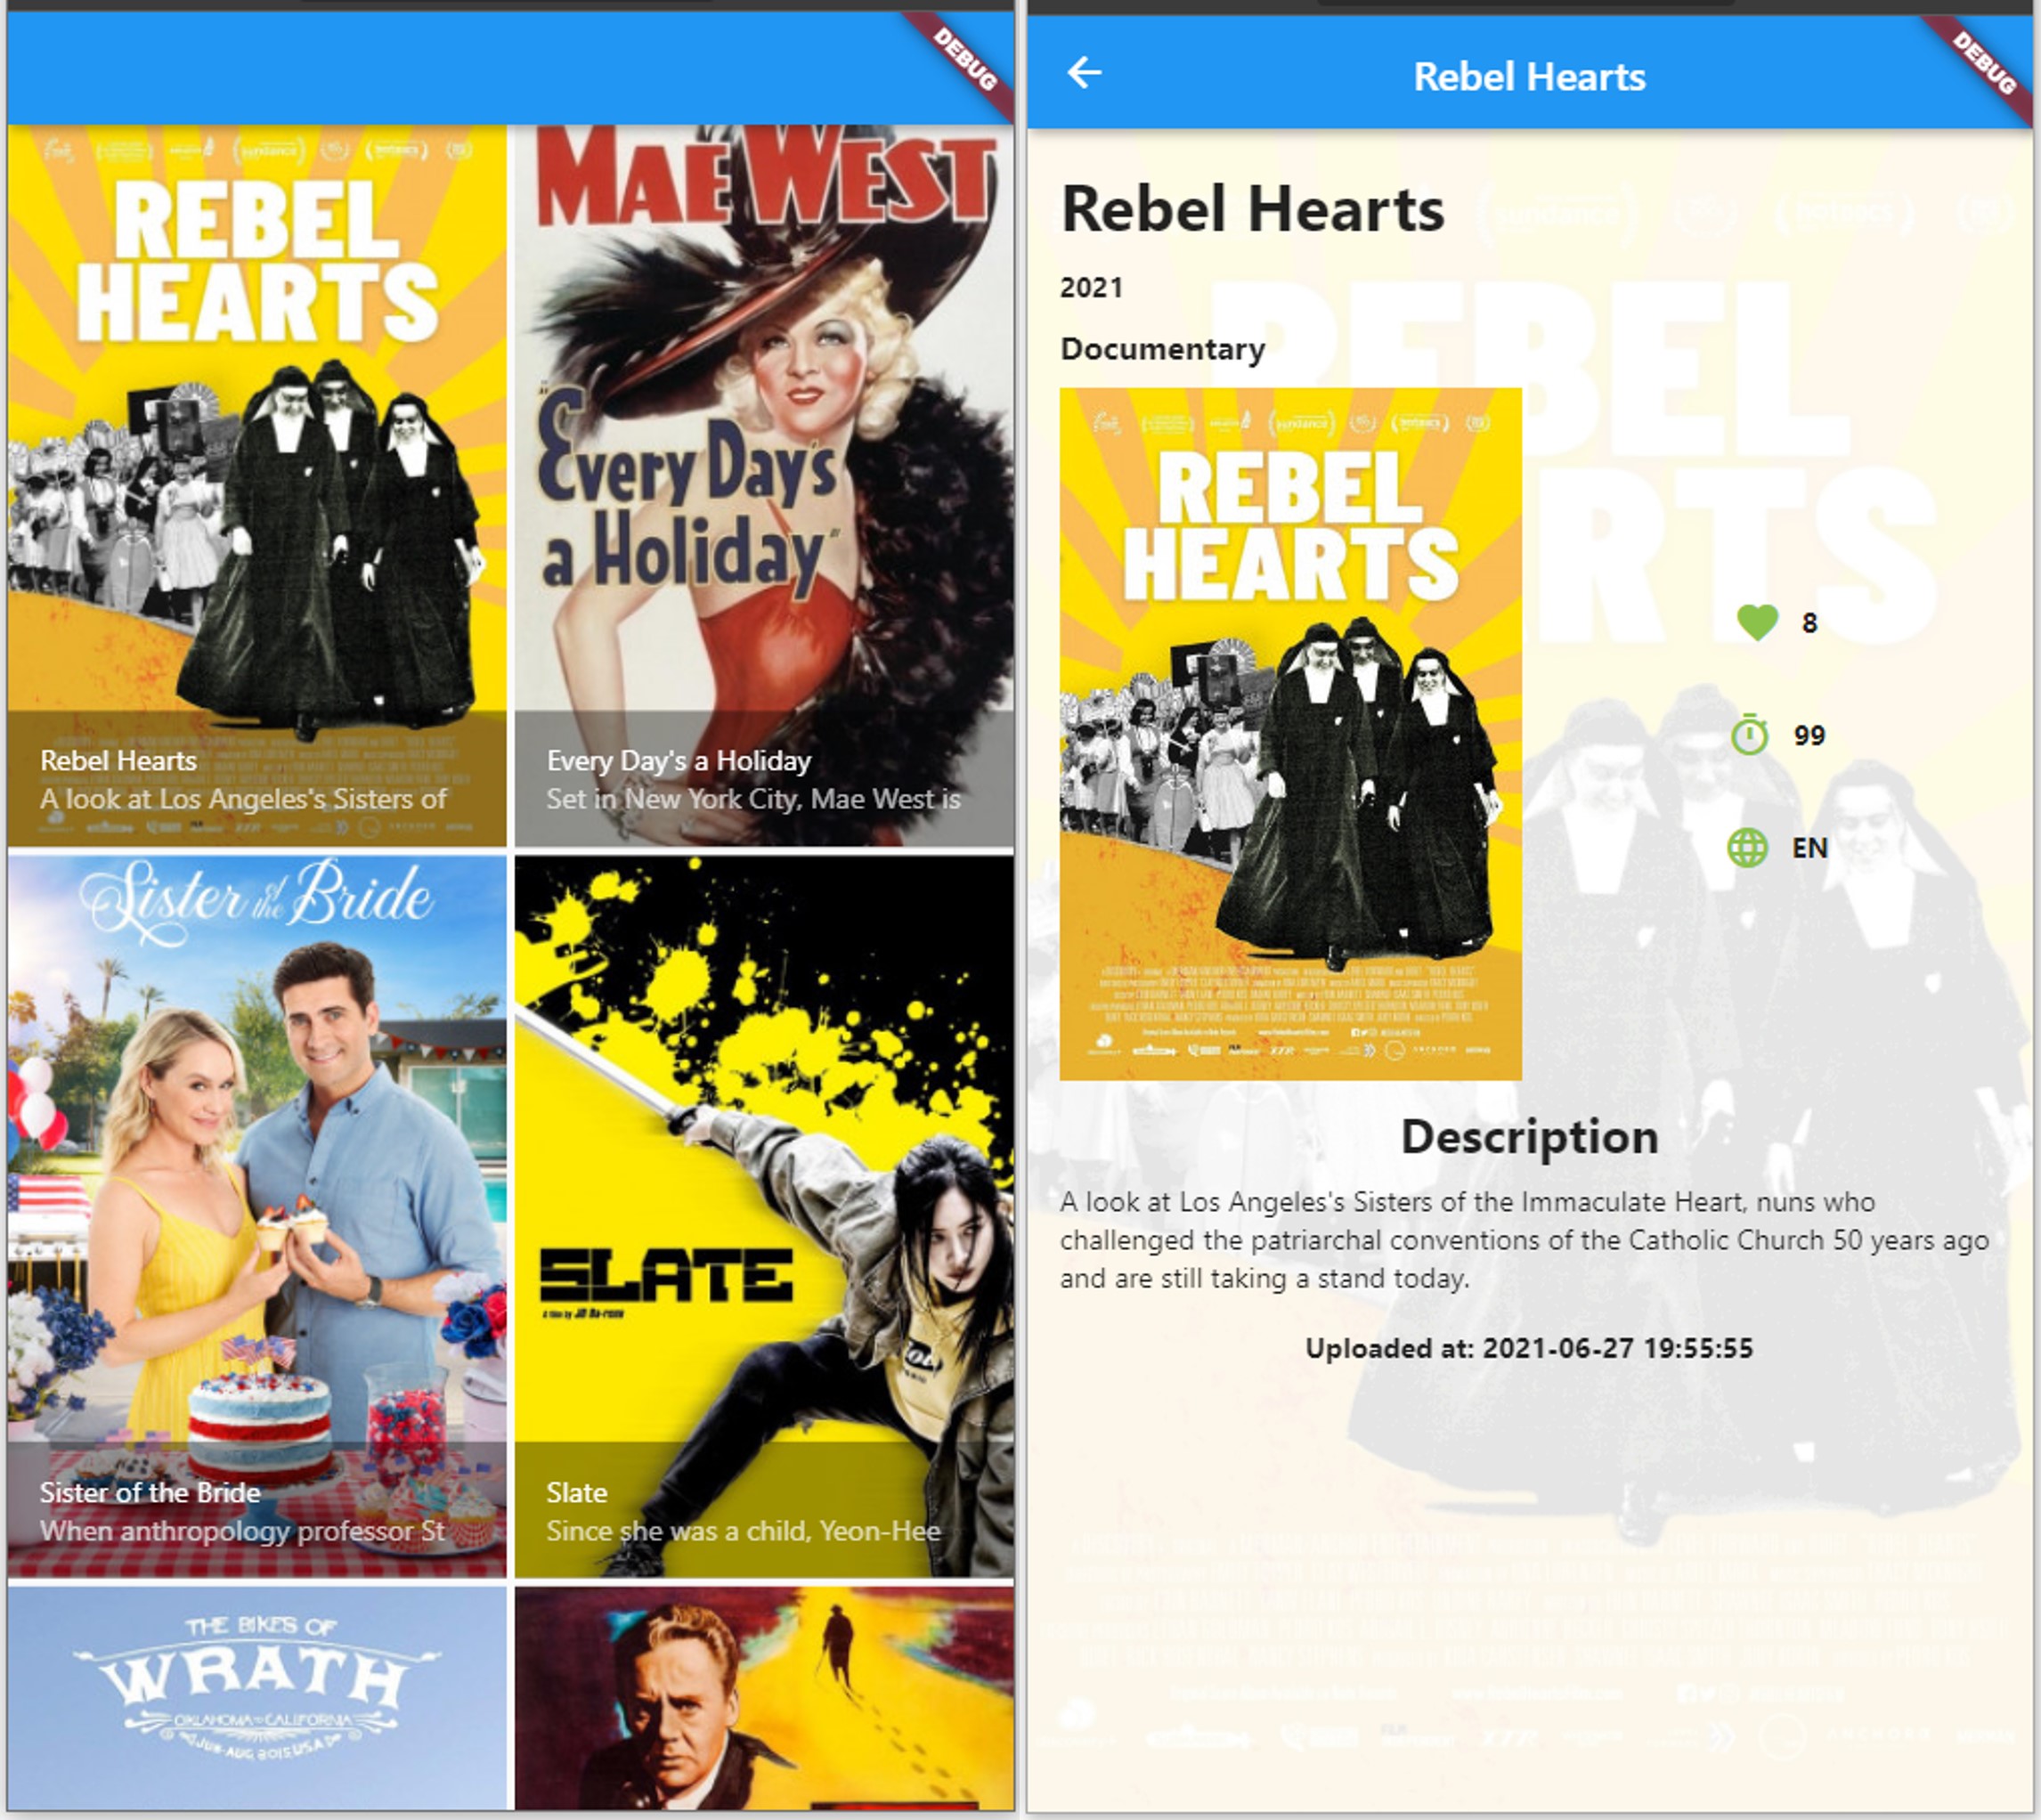 DEBUG
sundance
REBEL
HEARTS
Rebel Hearts
A look at Los Angeles's Sisters of
MAE WEST
"Every Day's
a Holiday"
Every Day's a Holiday
Set in New York City, Mae West is
Sister of the Bride
Sister of the Bride
When anthropology professor St
SLATE
Slate
Since she was a child, Yeon-Hee
THE BIKES OF
WRATH
OKLAHOMA CALIFORNIA
JUL-AUG 2015 USA
DEBUG
Rebel Hearts
Rebel Hearts
2021
Documentary
sundance
REBEL
HEARTS
8
99
EN
Description
A look at Los Angeles's Sisters of the Immaculate Heart, nuns who
challenged the patriarchal conventions of the Catholic Church 50 years ago
and are still taking a stand today.
Uploaded at: 2021-06-27 19:55:55